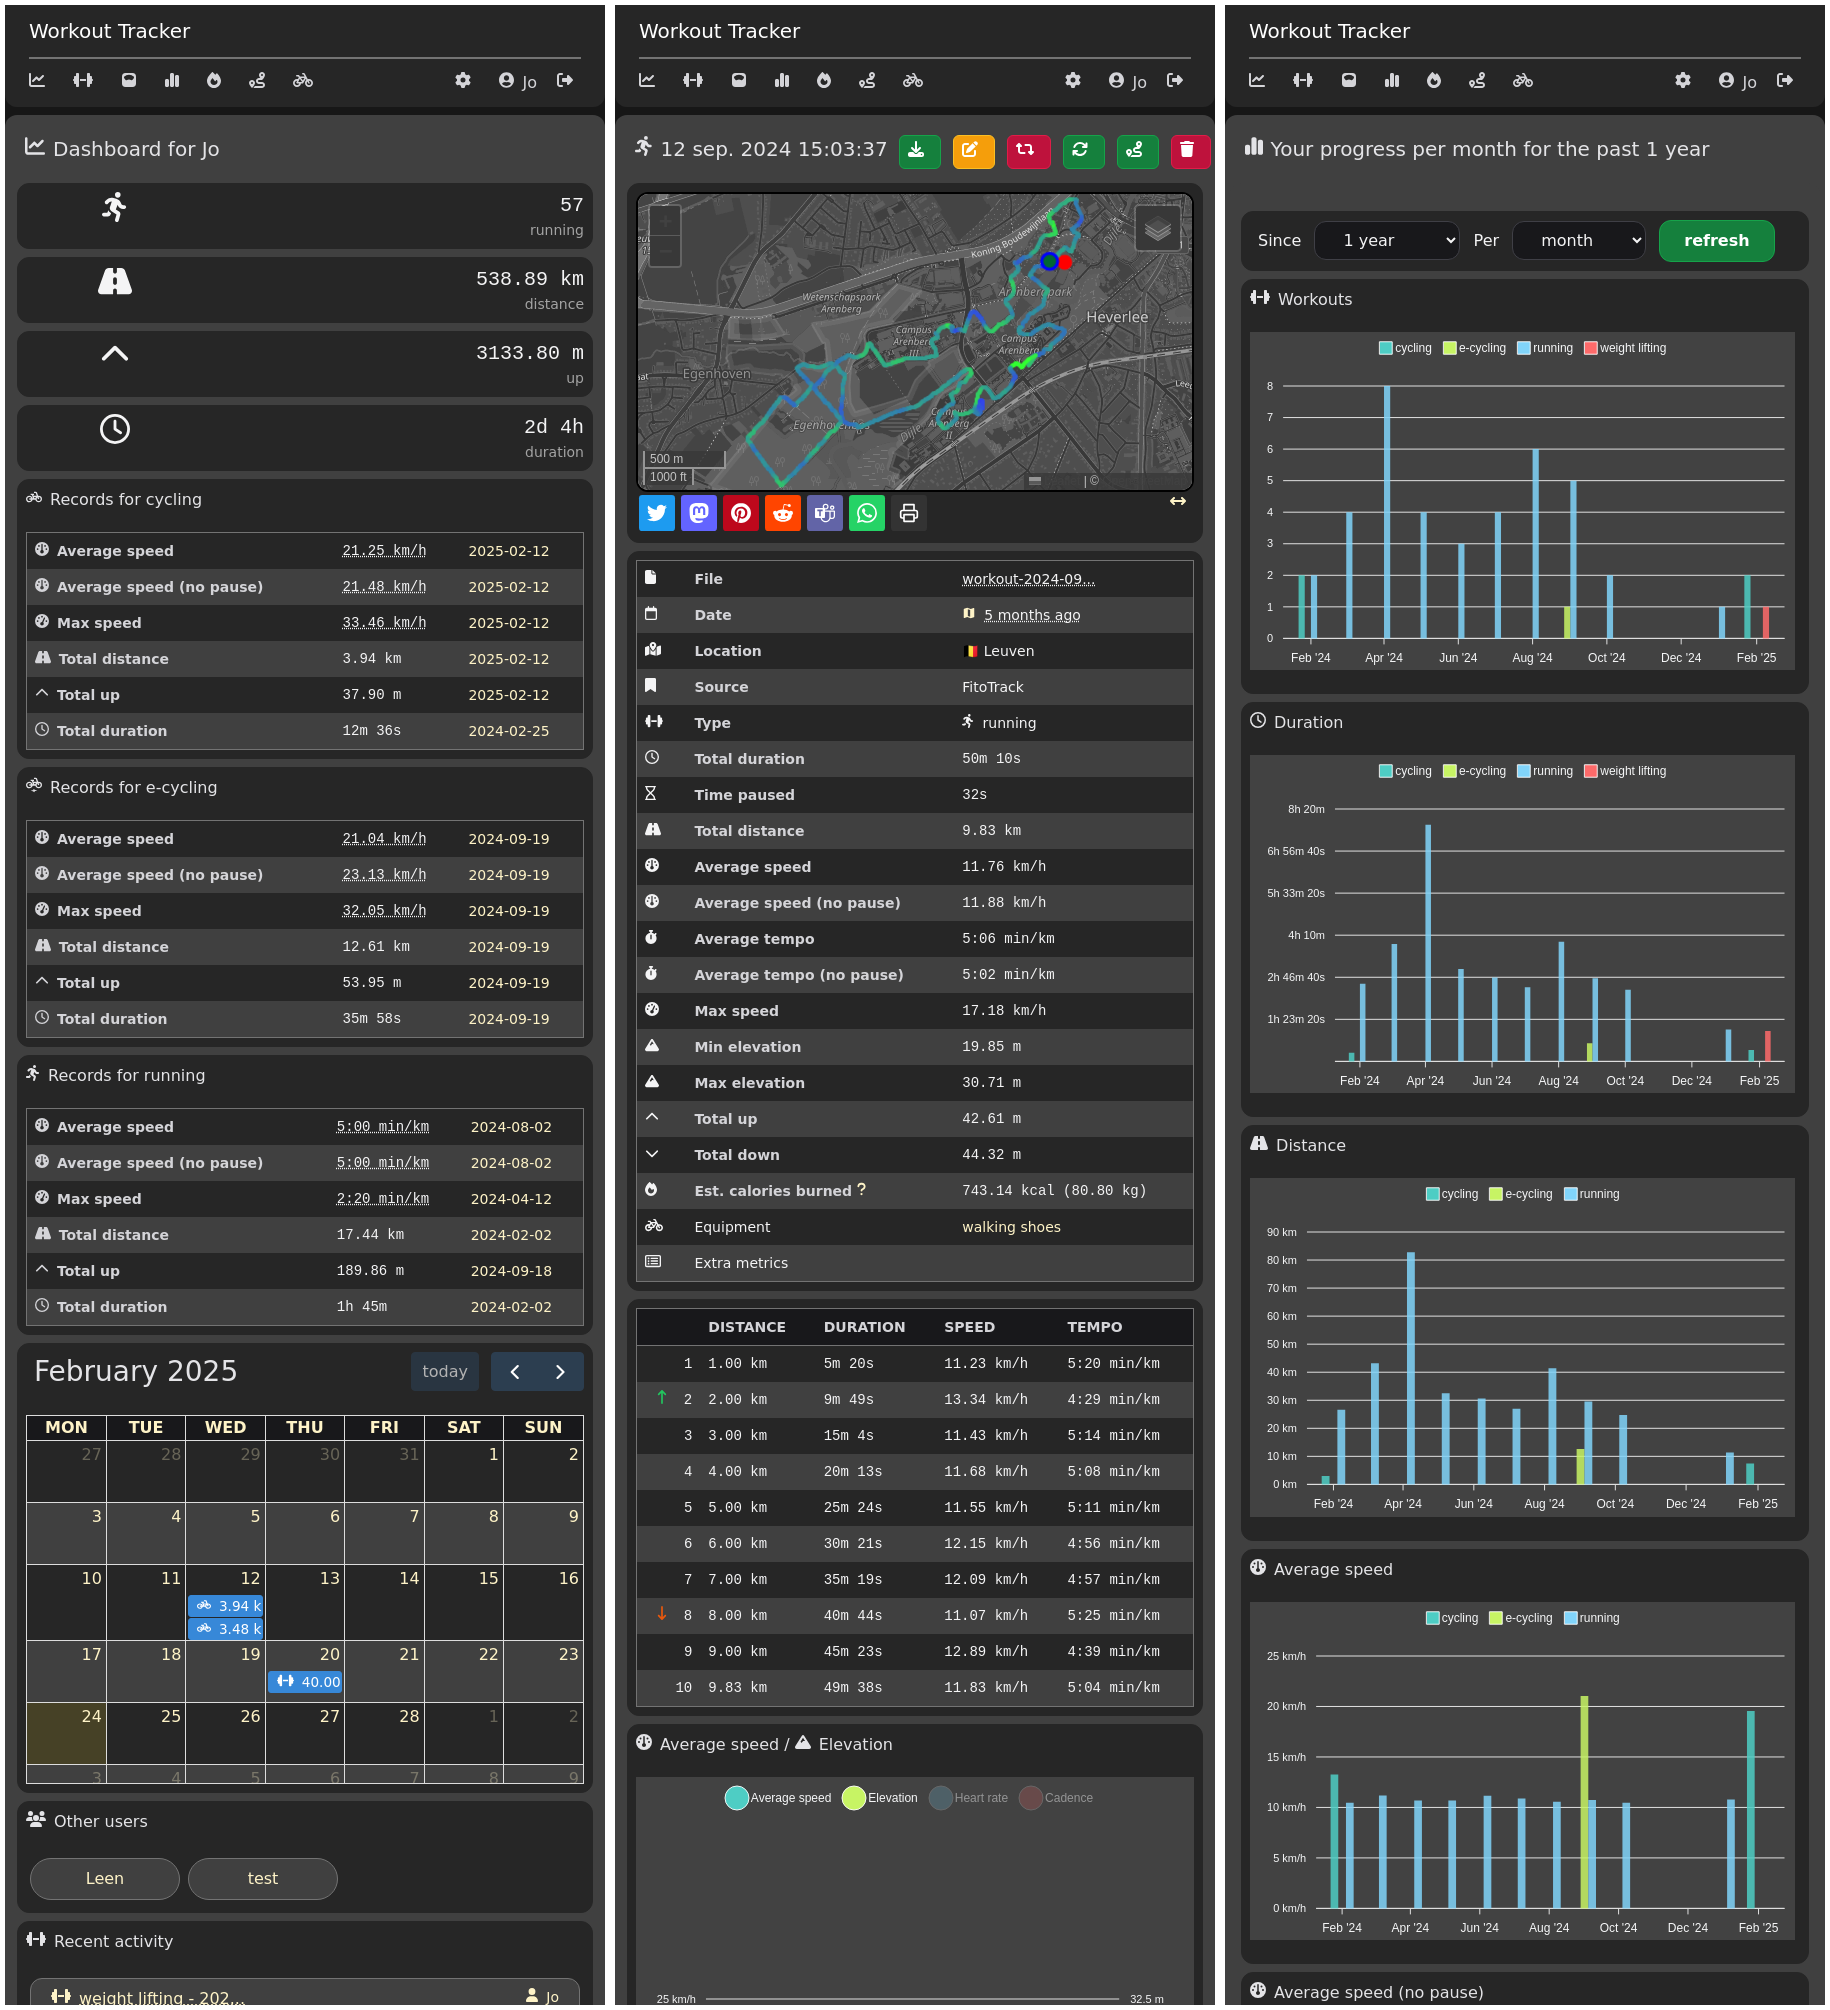 Workout Tracker
Jo
Dashboard for Jo
57
running
538.89 km
distance
3133.80 m
up
2d 4h
duration
Records for cycling
Average speed 21.25 km/h 2025-02-12
Average speed (no pause) 21.48 km/h 2025-02-12
Max speed 33.46 km/h 2025-02-12
Total distance 3.94 km 2025-02-12
Total up 37.90 m 2025-02-12
Total duration 12m 36s 2024-02-25
Records for e-cycling
Average speed 21.04 km/h 2024-09-19
Average speed (no pause) 23.13 km/h 2024-09-19
Max speed 32.05 km/h 2024-09-19
Total distance 12.61 km 2024-09-19
Total up 53.95 m 2024-09-19
Total duration 35m 58s 2024-09-19
Records for running
Average speed 5:00 min/km 2024-08-02
Average speed (no pause) 5:00 min/km 2024-08-02
Max speed 2:20 min/km 2024-04-12
Total distance 17.44 km 2024-02-02
Total up 189.86 m 2024-09-18
Total duration 1h 45m 2024-02-02
February 2025 today
MON TUE WED THU FRI SAT SUN
27 28 29 30 31 1 2
3 4 5 6 7 8 9
10 11 12 13 14 15 16
3.94 k
3.48 k
17 18 19 20 21 22 23
40.00
24 25 26 27 28 1 2
3 4 5 6 7 8 9
Other users
Leen test
Recent activity
weight lifting - 202... Jo
Workout Tracker
Jo
12 sep. 2024 15:03:37
Koning Boudewijnlaan
Arenbergpark
Wetenschapspark
Arenberg
Heverlee
Campus
Arenberg
III
Campus
Arenberg
Egenhoven
Campus
Arenberg
II
Egenhovenbos
Dijle
500 m
1000 ft
| ©
File workout-2024-09...
Date 5 months ago
Location 🇧🇪 Leuven
Source FitoTrack
Type running
Total duration 50m 10s
Time paused 32s
Total distance 9.83 km
Average speed 11.76 km/h
Average speed (no pause) 11.88 km/h
Average tempo 5:06 min/km
Average tempo (no pause) 5:02 min/km
Max speed 17.18 km/h
Min elevation 19.85 m
Max elevation 30.71 m
Total up 42.61 m
Total down 44.32 m
Est. calories burned ? 743.14 kcal (80.80 kg)
Equipment walking shoes
Extra metrics
DISTANCE DURATION SPEED TEMPO
1 1.00 km 5m 20s 11.23 km/h 5:20 min/km
↑ 2 2.00 km 9m 49s 13.34 km/h 4:29 min/km
3 3.00 km 15m 4s 11.43 km/h 5:14 min/km
4 4.00 km 20m 13s 11.68 km/h 5:08 min/km
5 5.00 km 25m 24s 11.55 km/h 5:11 min/km
6 6.00 km 30m 21s 12.15 km/h 4:56 min/km
7 7.00 km 35m 19s 12.09 km/h 4:57 min/km
↓ 8 8.00 km 40m 44s 11.07 km/h 5:25 min/km
9 9.00 km 45m 23s 12.89 km/h 4:39 min/km
10 9.83 km 49m 38s 11.83 km/h 5:04 min/km
Average speed / Elevation
Average speed Elevation Heart rate Cadence
25 km/h 32.5 m
Workout Tracker
Jo
Your progress per month for the past 1 year
Since 1 year Per month refresh
Workouts
cycling e-cycling running weight lifting
8
7
6
5
4
3
2
1
0
Feb '24 Apr '24 Jun '24 Aug '24 Oct '24 Dec '24 Feb '25
Duration
cycling e-cycling running weight lifting
8h 20m
6h 56m 40s
5h 33m 20s
4h 10m
2h 46m 40s
1h 23m 20s
Feb '24 Apr '24 Jun '24 Aug '24 Oct '24 Dec '24 Feb '25
Distance
cycling e-cycling running
90 km
80 km
70 km
60 km
50 km
40 km
30 km
20 km
10 km
0 km
Feb '24 Apr '24 Jun '24 Aug '24 Oct '24 Dec '24 Feb '25
Average speed
cycling e-cycling running
25 km/h
20 km/h
15 km/h
10 km/h
5 km/h
0 km/h
Feb '24 Apr '24 Jun '24 Aug '24 Oct '24 Dec '24 Feb '25
Average speed (no pause)